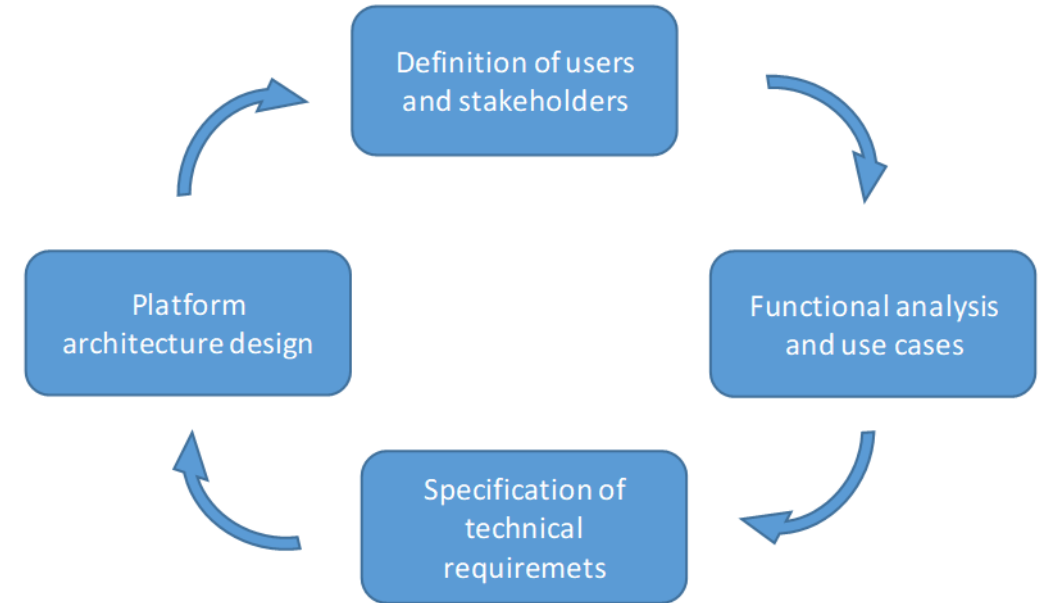 Definition of users
and stakeholders
Functional analysis
and use cases
Specification of
technical
requiremets
Platform
architecture design